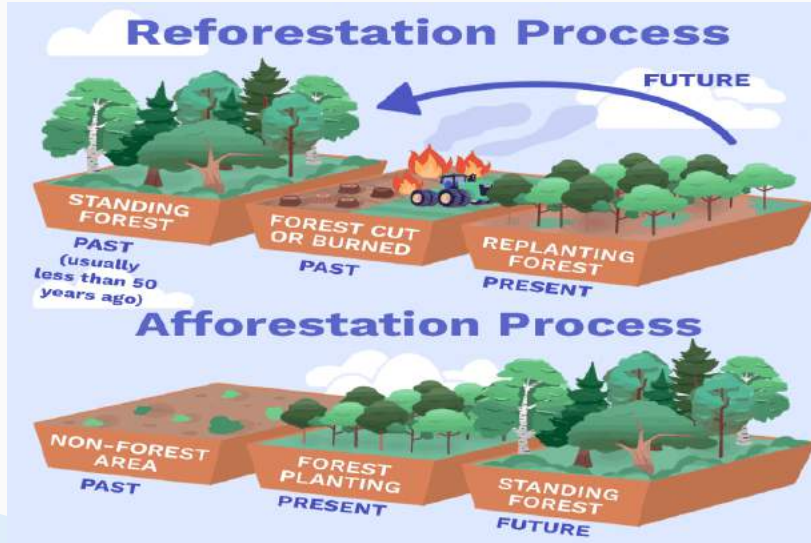 Reforestation Process
FUTURE
STANDING
FOREST
PAST
(usually
less than 50
years ago)
FOREST CUT
OR BURNED
PAST
REPLANTING
FOREST
PRESENT
Afforestation Process
NON-FOREST
AREA
PAST
FOREST
PLANTING
PRESENT
STANDING
FOREST
FUTURE